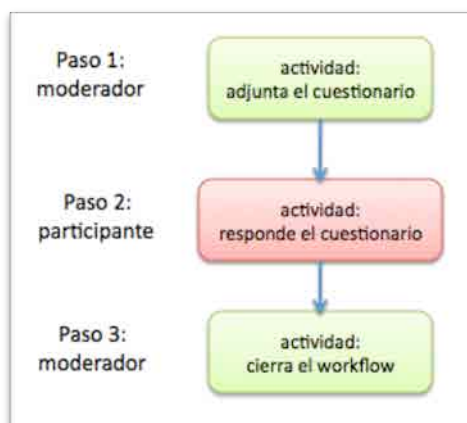 Paso 1:
moderador
actividad:
adjunta el cuestionario
Paso 2:
participante
actividad:
responde el cuestionario
Paso 3:
moderador
actividad:
cierra el workflow